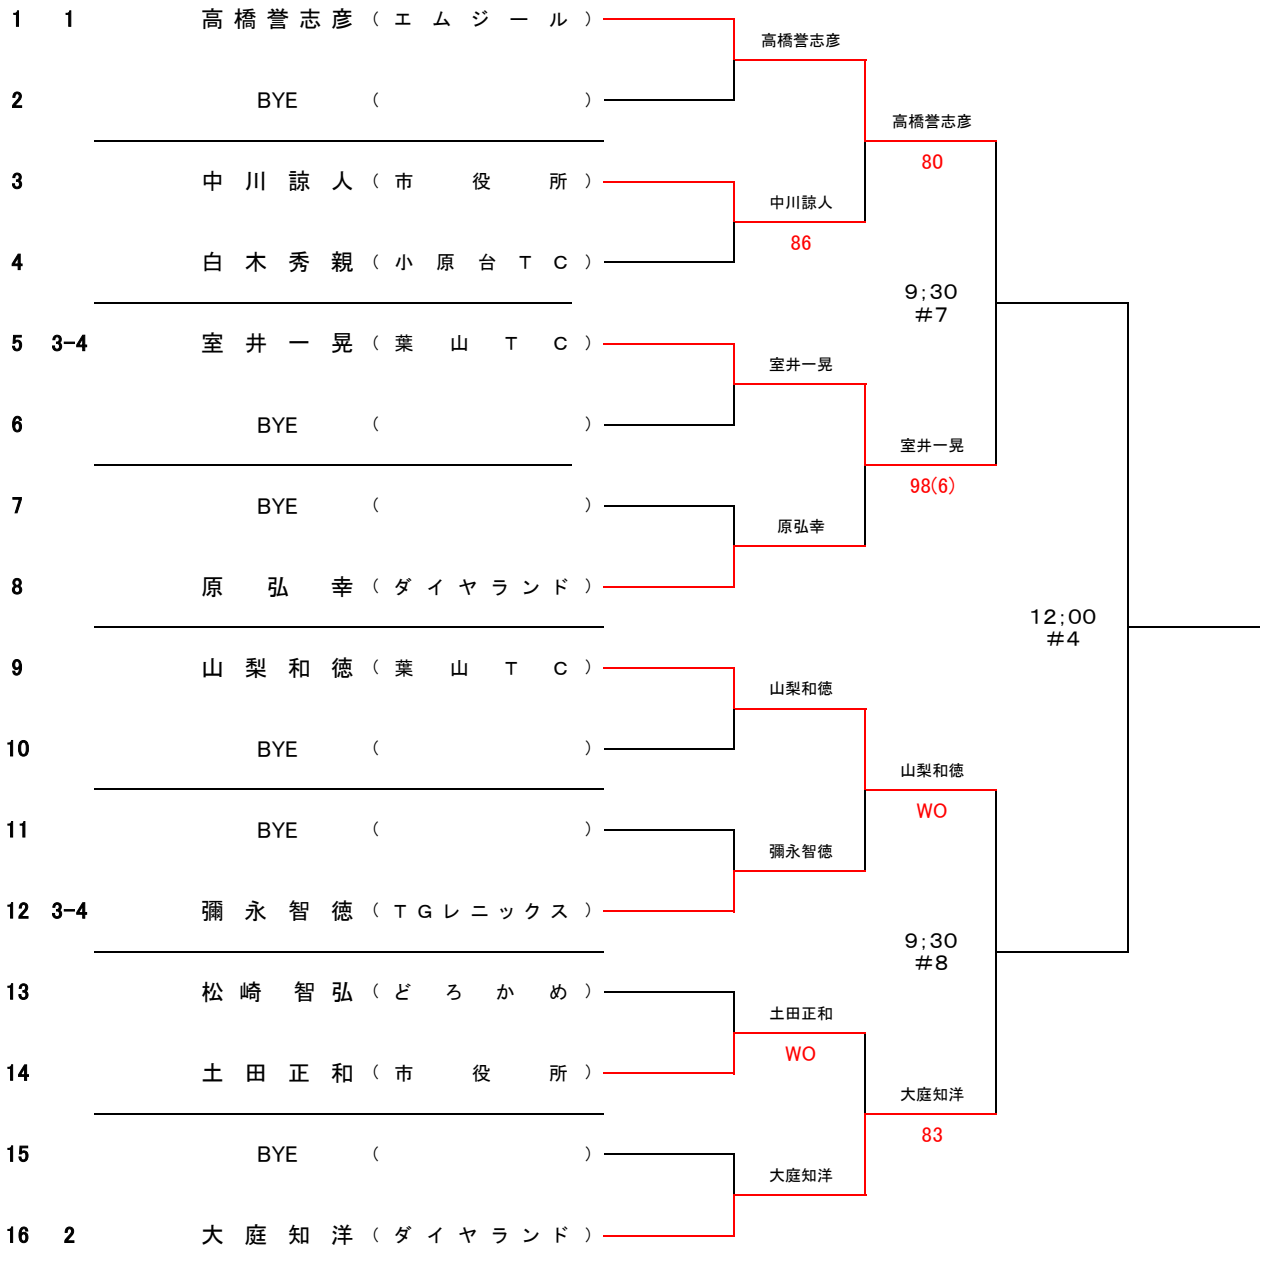 1 1 高橋誉志彦 ( エムジール )
高橋誉志彦
2 BYE ( )
高橋誉志彦
80
3 中川諒人 ( 市役所 )
中川諒人
86
4 白木秀親 ( 小原台TC )
9;30
#7
5 3-4 室井一晃 ( 葉山TC )
室井一晃
6 BYE ( )
室井一晃
98(6)
7 BYE ( )
原弘幸
8 原弘幸 ( ダイヤランド )
12;00
#4
9 山梨和徳 ( 葉山TC )
山梨和徳
10 BYE ( )
山梨和徳
WO
11 BYE ( )
彌永智徳
12 3-4 彌永智徳 ( TGレニックス )
9;30
#8
13 松崎 智弘 ( どろかめ )
土田正和
WO
14 土田正和 ( 市役所 )
大庭知洋
83
15 BYE ( )
大庭知洋
16 2 大庭知洋 ( ダイヤランド )